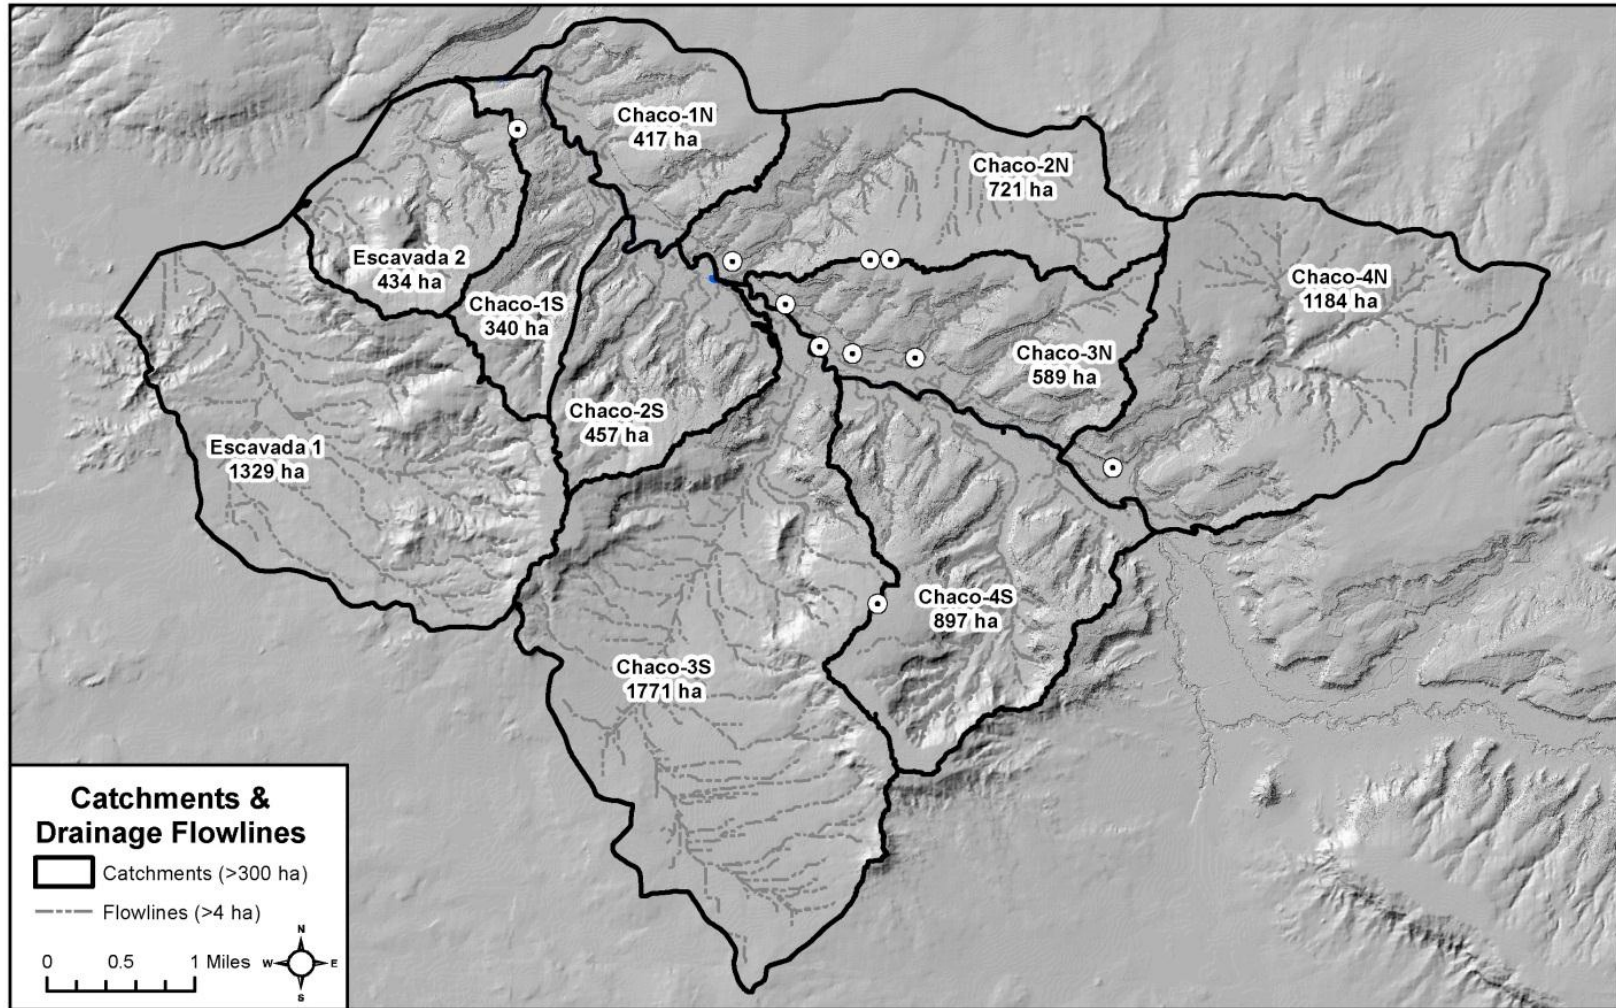 Chaco-1N
417 ha
Chaco-2N
721 ha
Escavada 2
434 ha
Chaco-4N
1184 ha
Chaco-1S
340 ha
Chaco-3N
589 ha
Chaco-2S
457 ha
Escavada 1
1329 ha
Chaco-4S
897 ha
Chaco-3S
1771 ha
Catchments &
Drainage Flowlines
Catchments (>300 ha)
Flowlines (>4 ha)
N
0 0.5 1 Miles W E
S